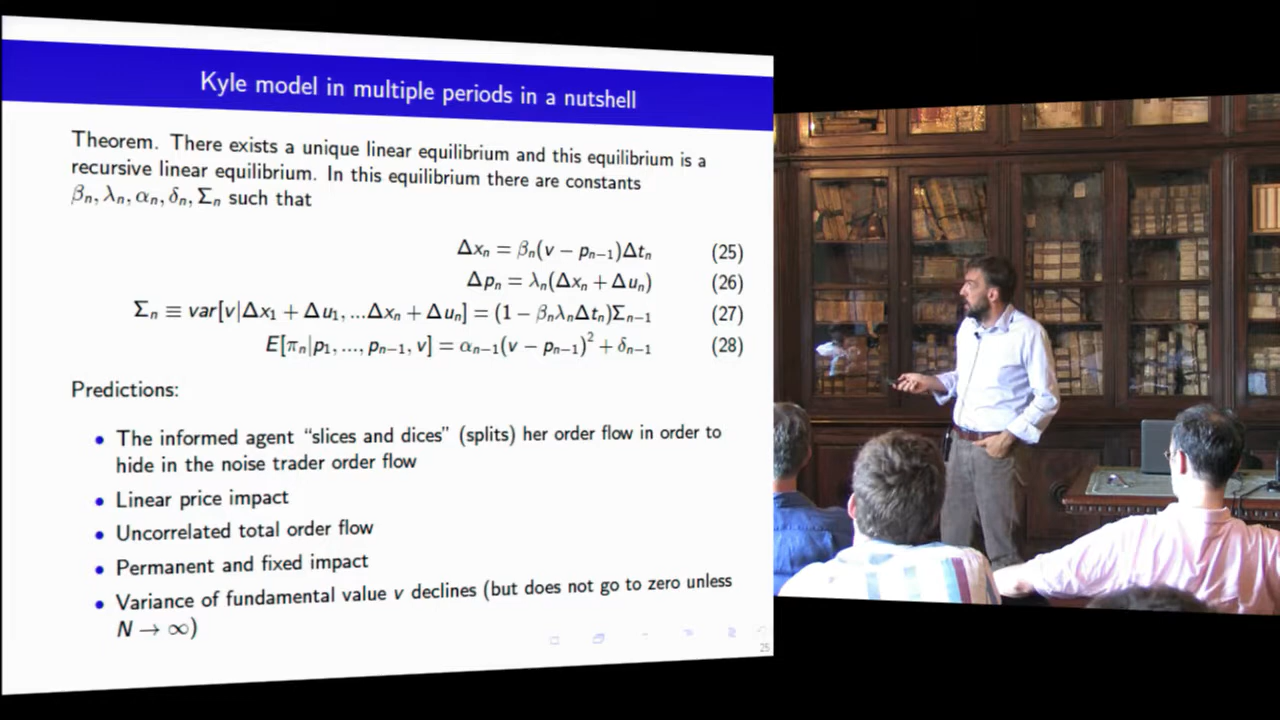 Kyle model in multiple periods in a nutshell
Theorem. There exists a unique linear equilibrium and this equilibrium is a
recursive linear equilibrium. In this equilibrium there are constants
βₙ, λₙ, αₙ, δₙ, Σₙ such that
Δxₙ = βₙ(v − pₙ₋₁)Δtₙ (25)
Δpₙ = λₙ(Δxₙ + Δuₙ) (26)
Σₙ ≡ var[v|Δx₁ + Δu₁, ...Δxₙ + Δuₙ] = (1 − βₙλₙΔtₙ)Σₙ₋₁ (27)
E[πₙ|p₁, ..., pₙ₋₁, v] = αₙ₋₁(v − pₙ₋₁)² + δₙ₋₁ (28)
Predictions:
• The informed agent “slices and dices” (splits) her order flow in order to
hide in the noise trader order flow
• Linear price impact
• Uncorrelated total order flow
• Permanent and fixed impact
• Variance of fundamental value v declines (but does not go to zero unless
N → ∞)
25